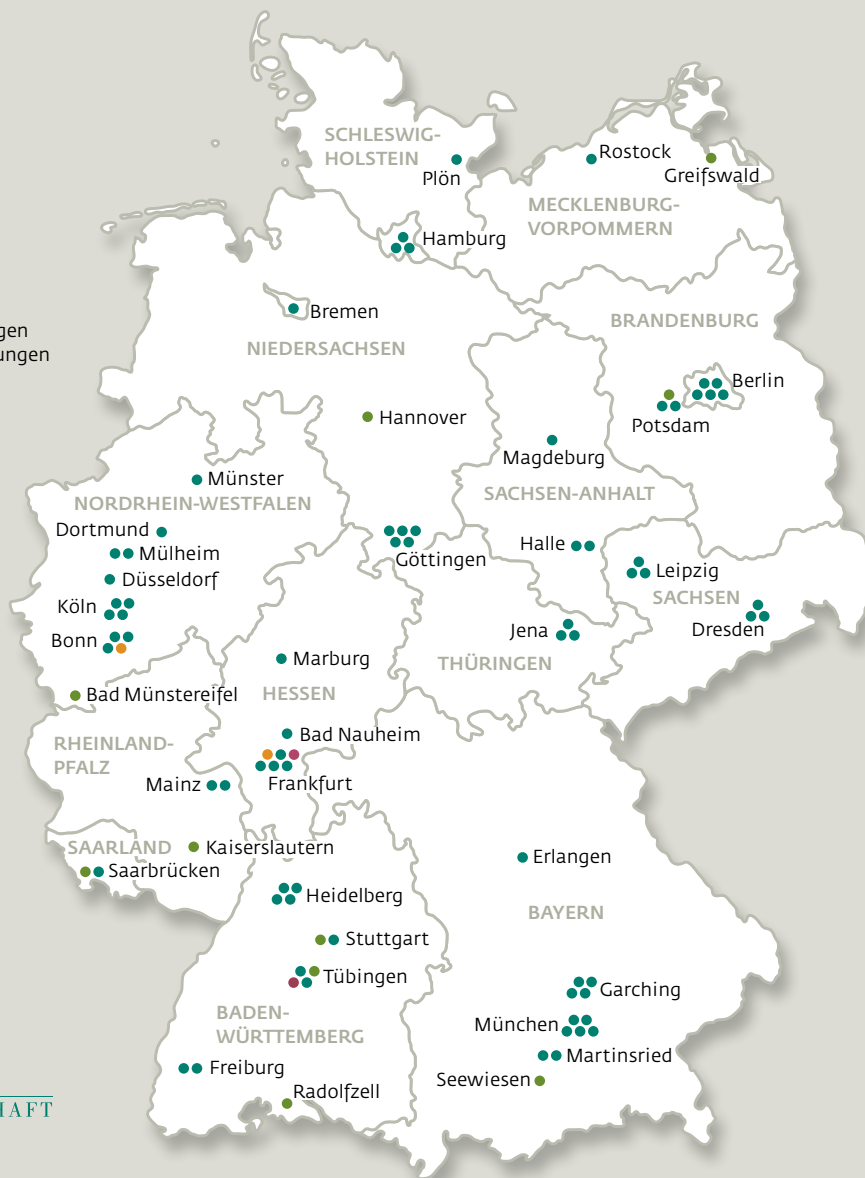 SCHLESWIG-
HOLSTEIN
Plön
Rostock
Greifswald
MECKLENBURG-
VORPOMMERN
Hamburg
Bremen
NIEDERSACHSEN
BRANDENBURG
Berlin
Potsdam
Hannover
Magdeburg
SACHSEN-ANHALT
Münster
NORDRHEIN-WESTFALEN
Dortmund
Mülheim
Düsseldorf
Köln
Bonn
Göttingen
Halle
Leipzig
SACHSEN
Dresden
Jena
THÜRINGEN
Marburg
HESSEN
Bad Münstereifel
Bad Nauheim
RHEINLAND-
PFALZ
Frankfurt
Mainz
SAARLAND
Kaiserslautern
Saarbrücken
Erlangen
BAYERN
Heidelberg
Stuttgart
Tübingen
BADEN-
WÜRTTEMBERG
Garching
München
Martinsried
Seewiesen
Freiburg
Radolfzell